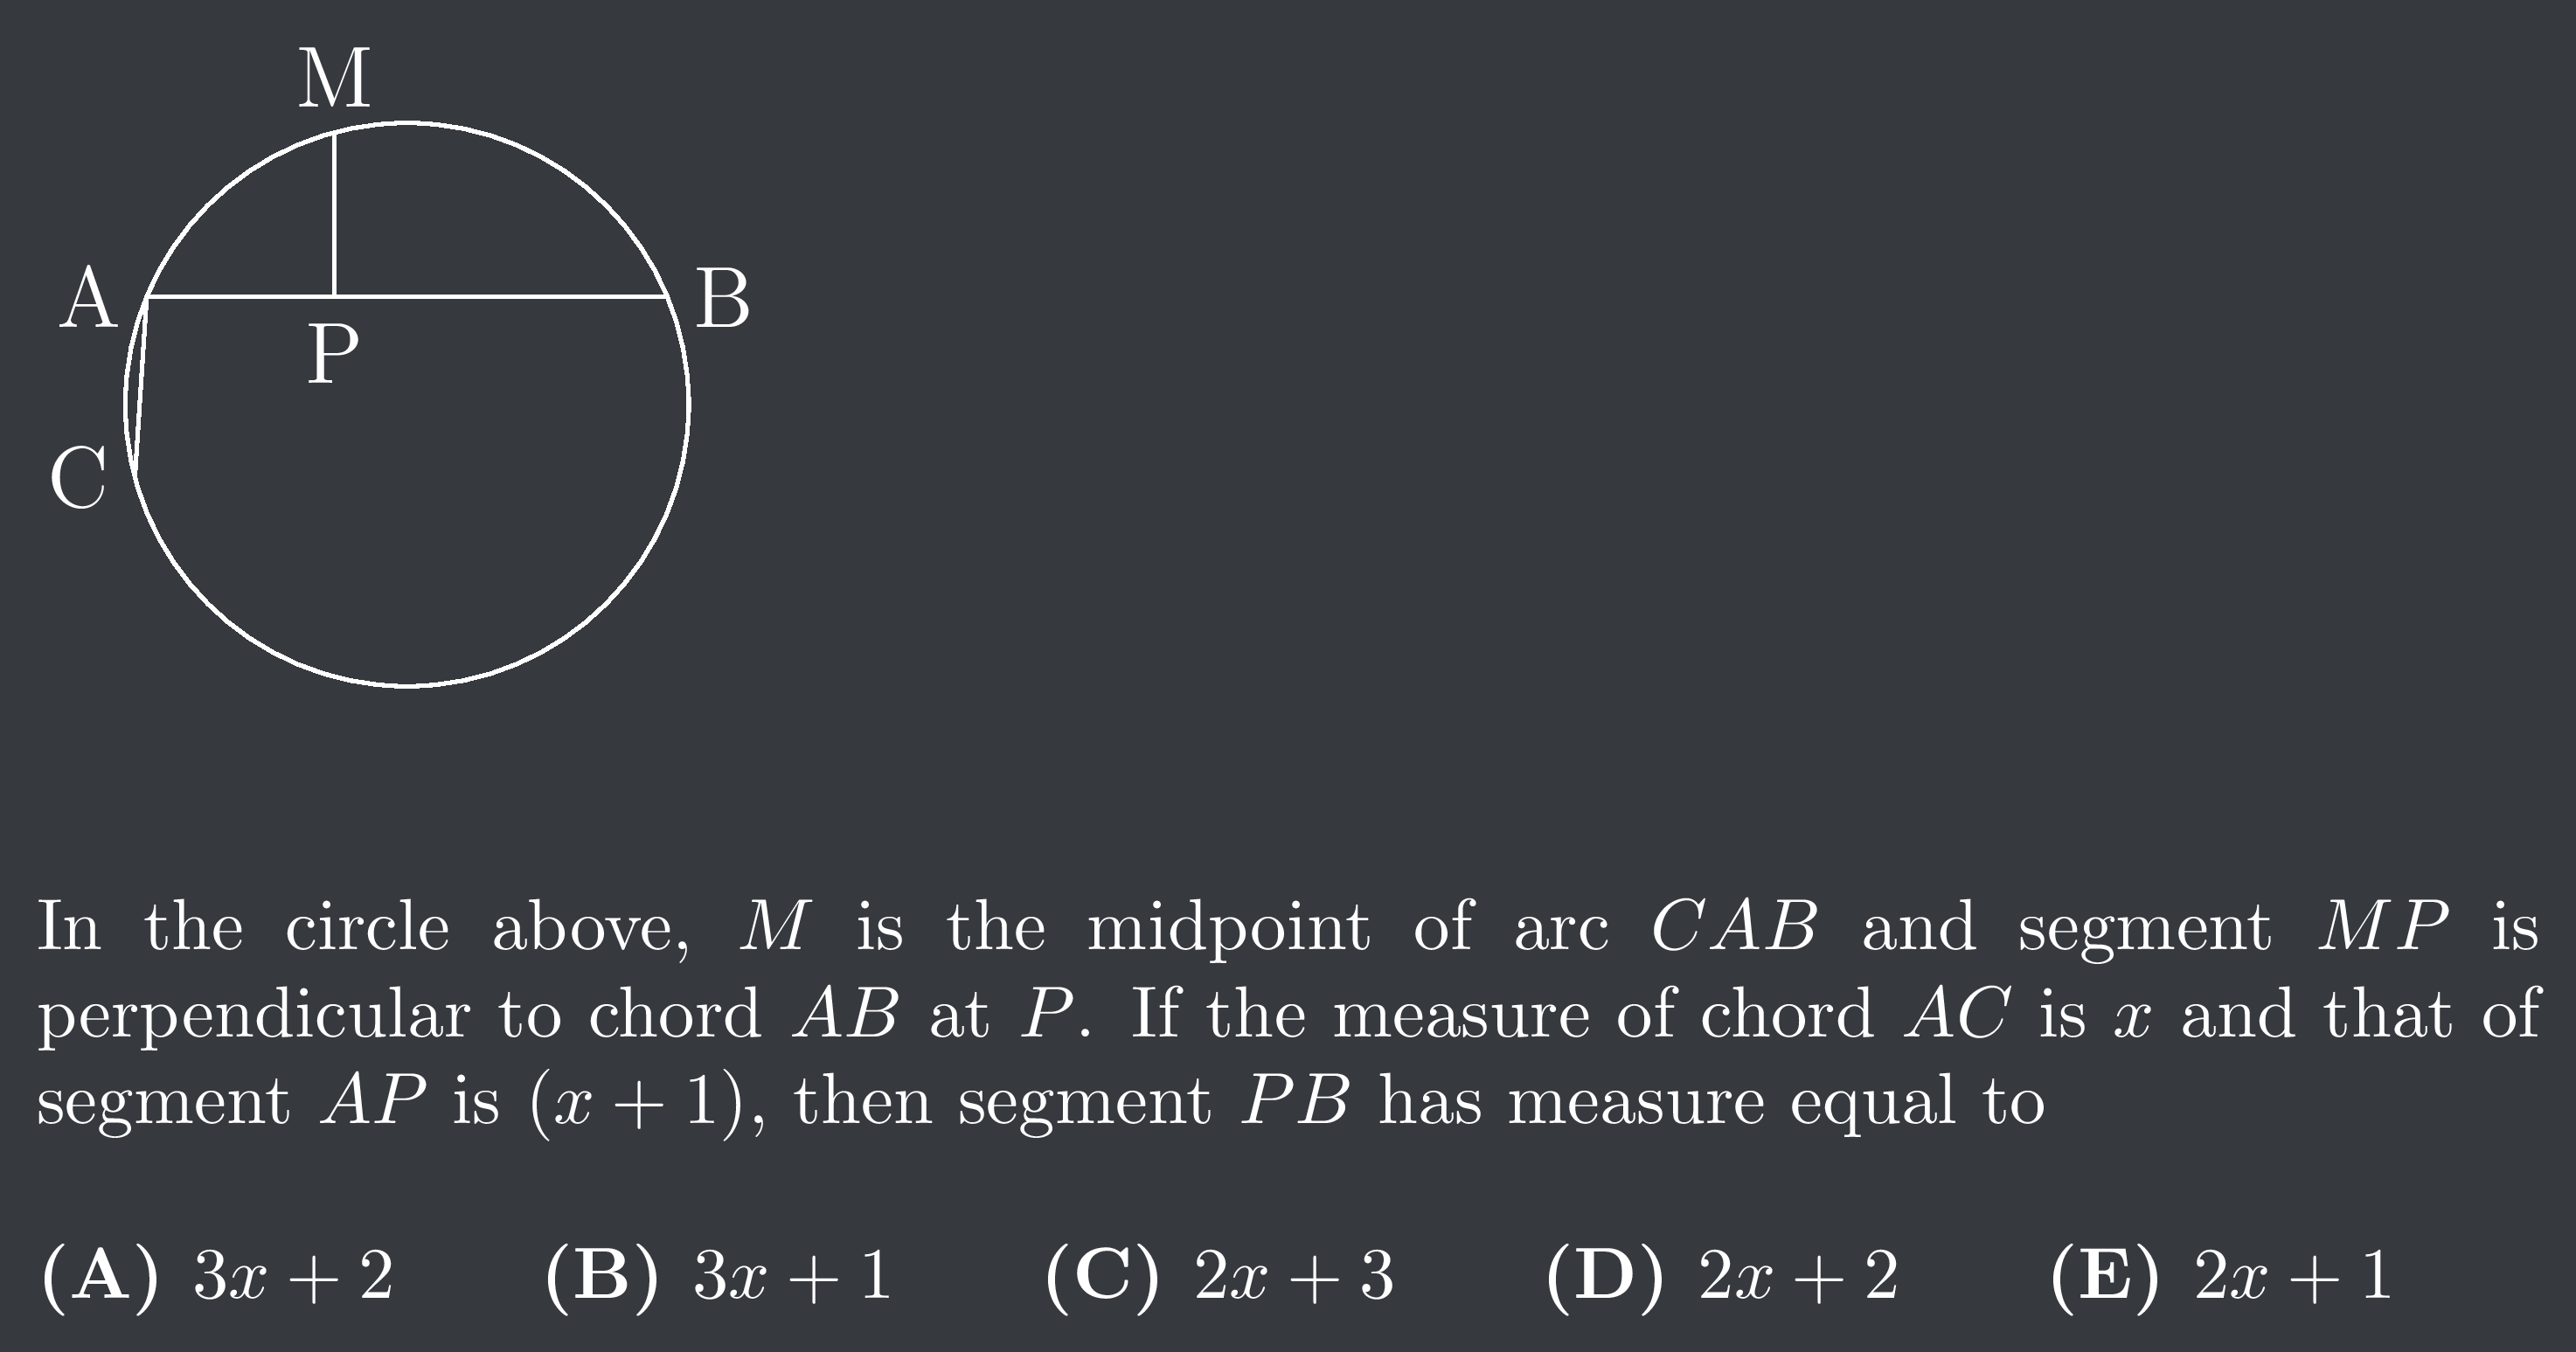 M
A
B
P
C
In the circle above, M is the midpoint of arc CAB and segment MP is
perpendicular to chord AB at P. If the measure of chord AC is x and that of
segment AP is (x + 1), then segment PB has measure equal to
(A) 3x + 2 (B) 3x + 1 (C) 2x + 3 (D) 2x + 2 (E) 2x + 1